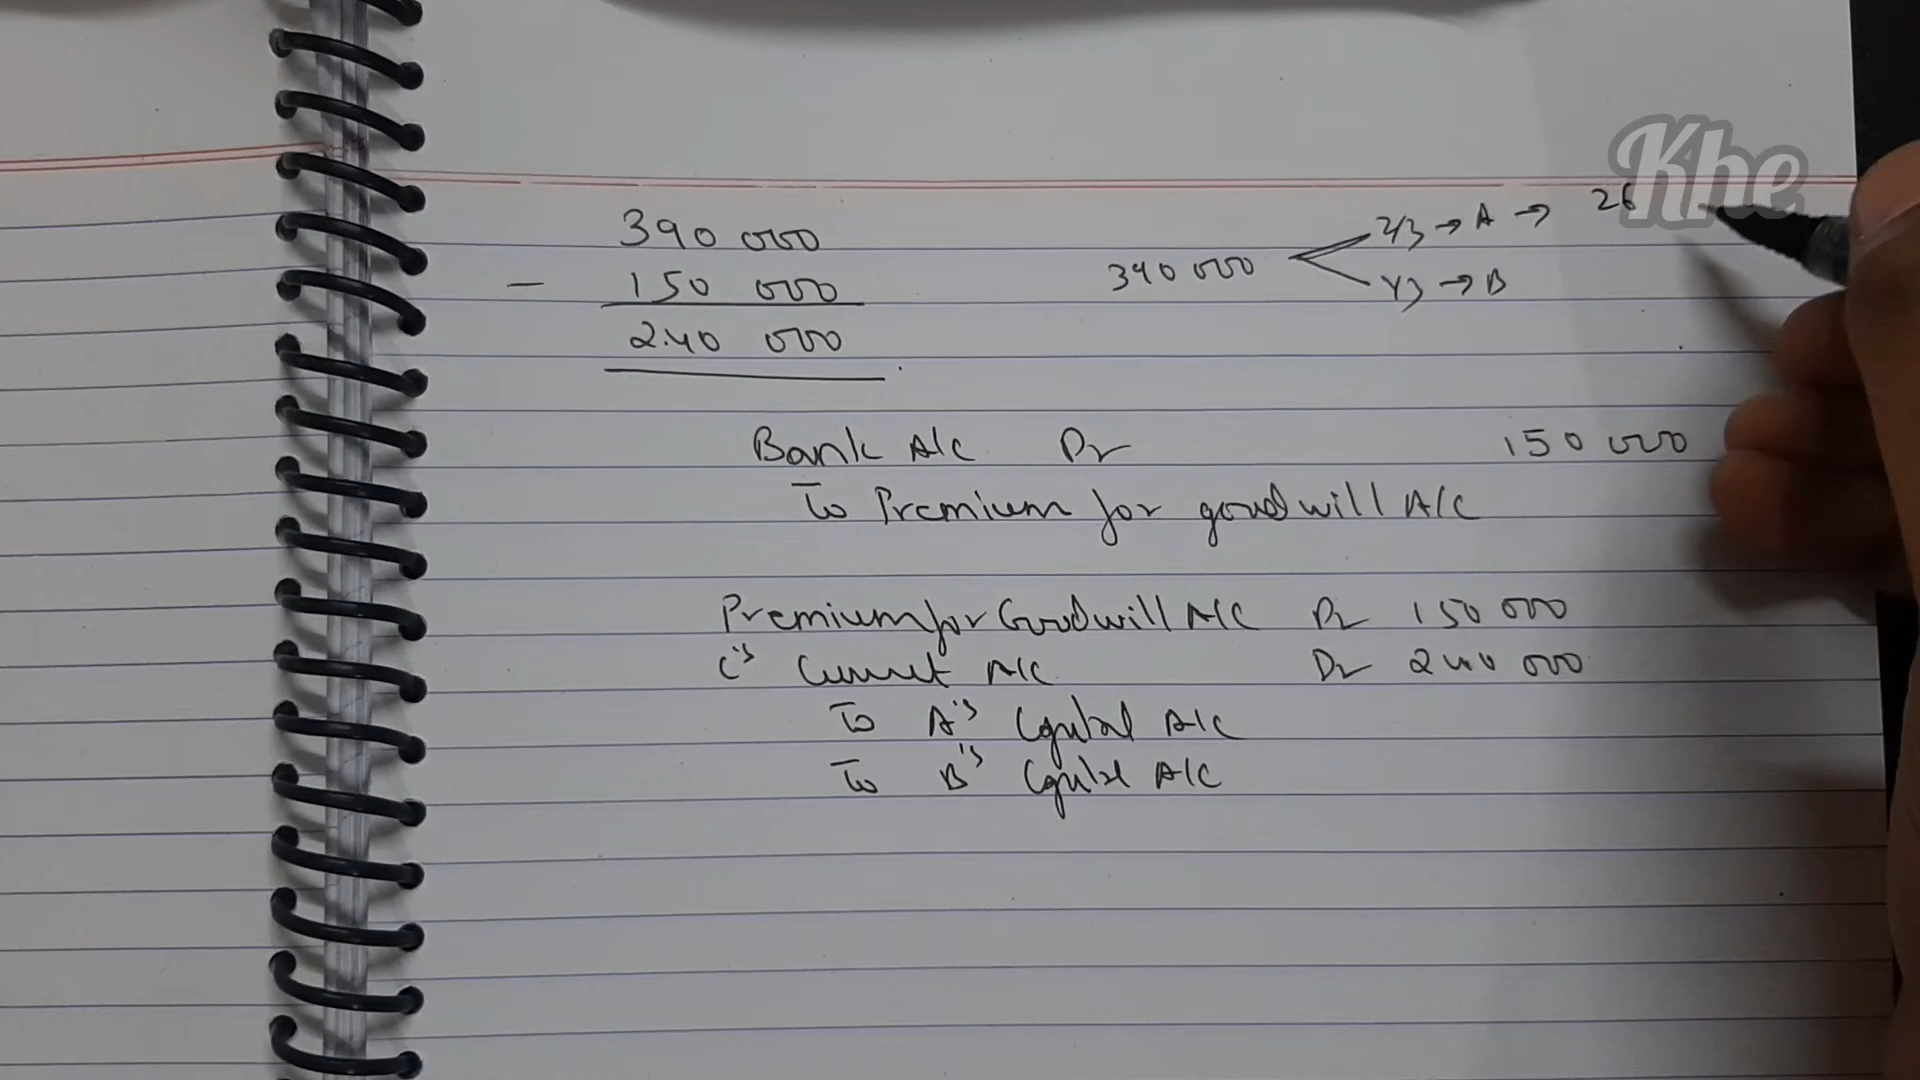 Khe
390 000
- 150 000
240 000
390 000
2/3 → A → 26
1/3 → B
Bank A/c Dr 150 000
To Premium for goodwill A/c
Premium for Goodwill A/c Dr 150 000
C's Current A/c Dr 240 000
To A's Capital A/c
To B's Capital A/c